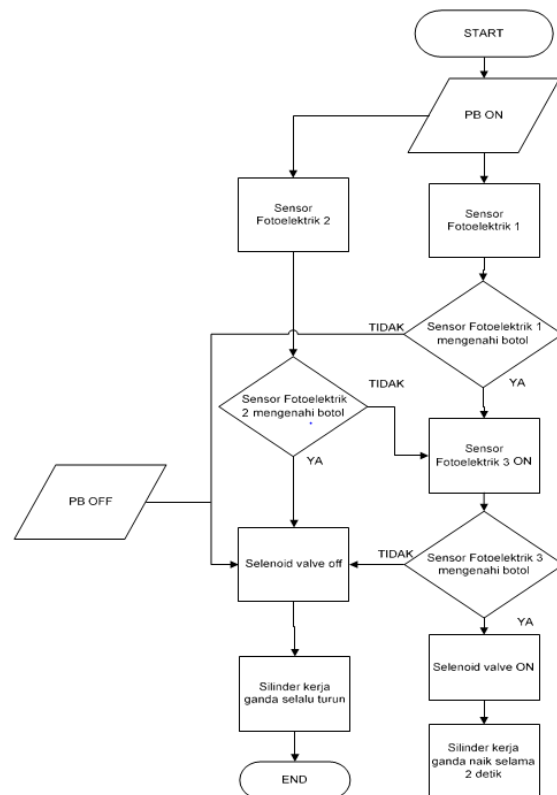 START
PB ON
Sensor
Fotoelektrik 2
Sensor
Fotoelektrik 1
TIDAK
Sensor Fotoelektrik 1
mengenahi botol
YA
Sensor Fotoelektrik
2 mengenahi botol
TIDAK
YA
Sensor
Fotoelektrik 3 ON
PB OFF
Selenoid valve off
TIDAK
Sensor Fotoelektrik 3
mengenahi botol
YA
Silinder kerja
ganda selalu turun
Selenoid valve ON
END
Silinder kerja
ganda naik selama
2 detik